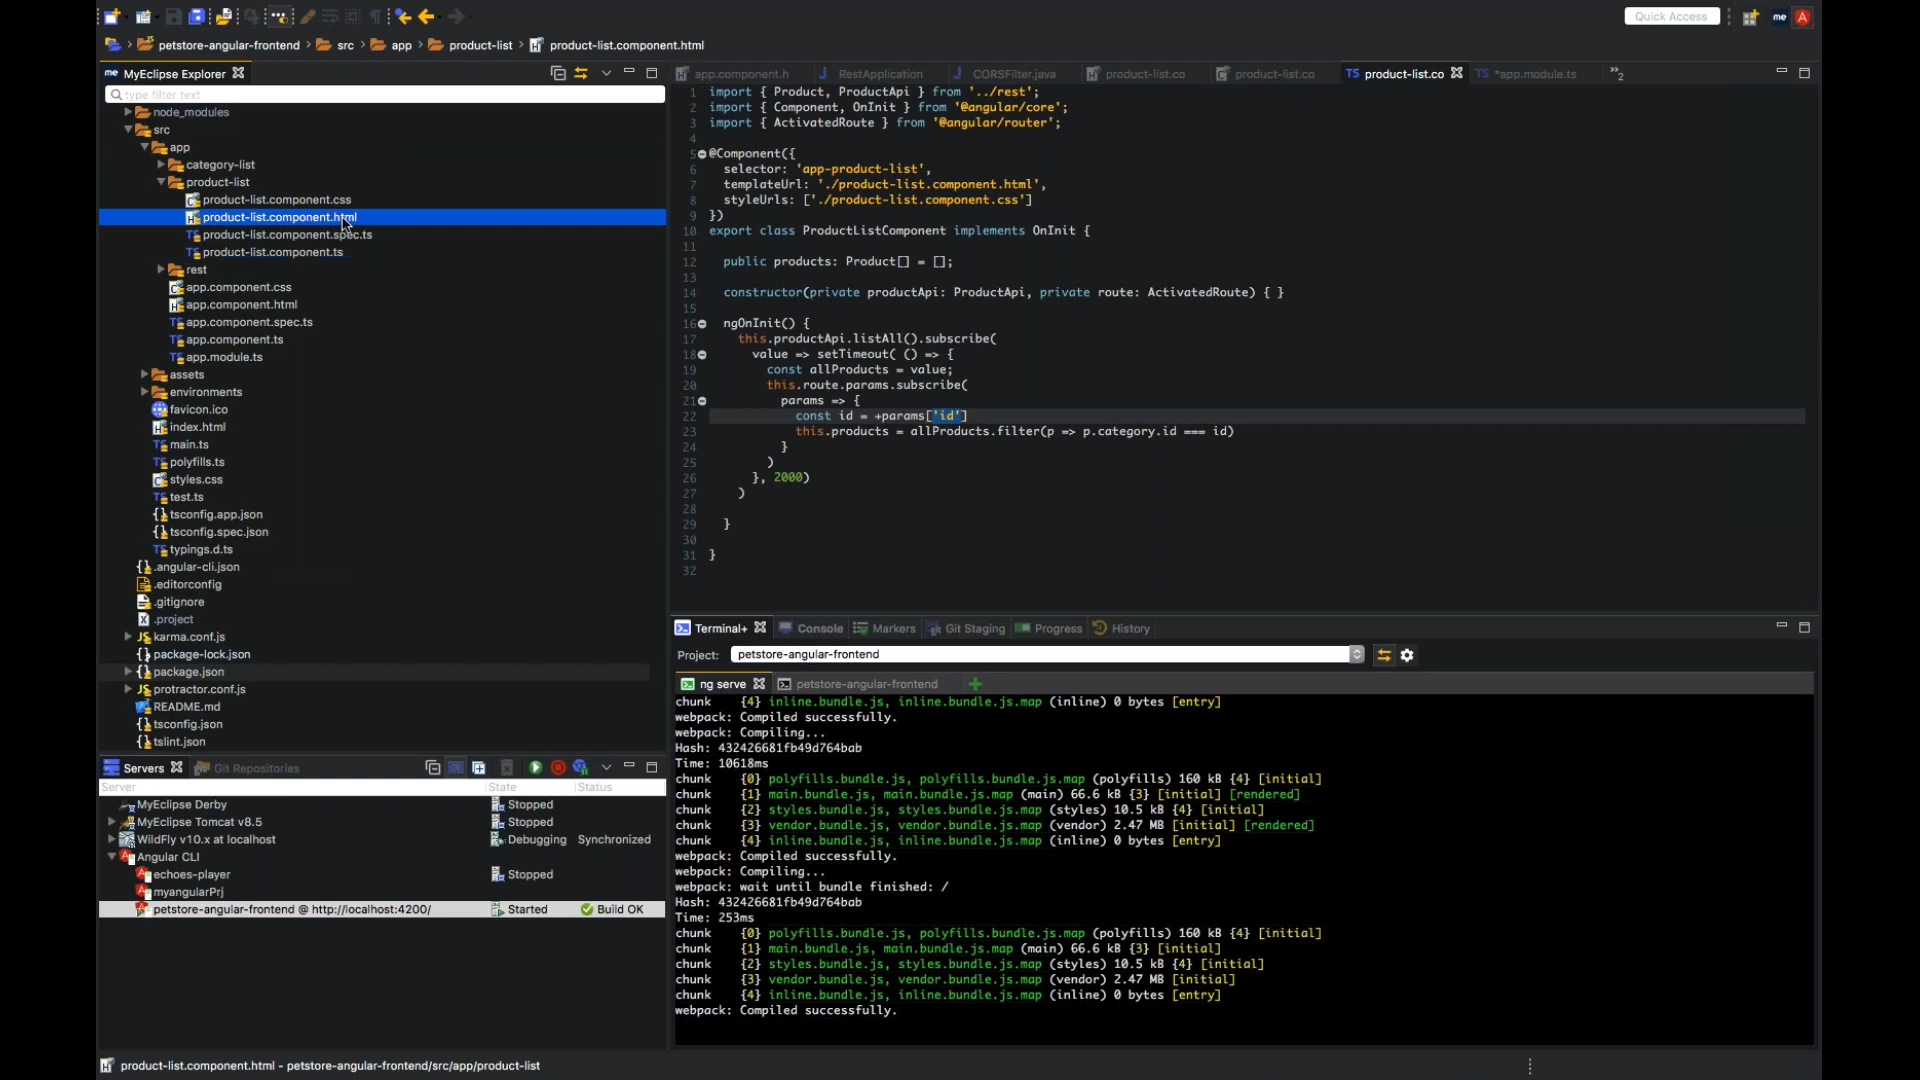 Quick Access
me
petstore-angular-frontend
src
app
product-list
product-list.component.html
me MyEclipse Explorer
type filter text
node_modules
src
app
category-list
product-list
product-list.component.css
product-list.component.html
product-list.component.spec.ts
product-list.component.ts
rest
app.component.css
app.component.html
app.component.spec.ts
app.component.ts
app.module.ts
assets
environments
favicon.ico
index.html
main.ts
polyfills.ts
styles.css
test.ts
tsconfig.app.json
tsconfig.spec.json
typings.d.ts
.angular-cli.json
.editorconfig
.gitignore
.project
karma.conf.js
package-lock.json
package.json
protractor.conf.js
README.md
tsconfig.json
tslint.json
app.component.h
RestApplication
CORSFilter.java
product-list.co
product-list.co
TS product-list.co
TS *app.module.ts
»2
1 import { Product, ProductApi } from '../rest';
2 import { Component, OnInit } from '@angular/core';
3 import { ActivatedRoute } from '@angular/router';
4
5 @Component({
6 selector: 'app-product-list',
7 templateUrl: './product-list.component.html',
8 styleUrls: ['./product-list.component.css']
9 })
10 export class ProductListComponent implements OnInit {
11
12 public products: Product[] = [];
13
14 constructor(private productApi: ProductApi, private route: ActivatedRoute) { }
15
16 ngOnInit() {
17 this.productApi.listAll().subscribe(
18 value => setTimeout( () => {
19 const allProducts = value;
20 this.route.params.subscribe(
21 params => {
22 const id = +params['id']
23 this.products = allProducts.filter(p => p.category.id === id)
24 }
25 )
26 }, 2000)
27 )
28
29 }
30
31 }
32
Servers
Git Repositories
Server State Status
MyEclipse Derby Stopped
MyEclipse Tomcat v8.5 Stopped
WildFly v10.x at localhost Debugging Synchronized
Angular CLI
echoes-player Stopped
myangularPrj
petstore-angular-frontend @ http://localhost:4200/ Started Build OK
Terminal+
Console
Markers
Git Staging
Progress
History
Project: petstore-angular-frontend
ng serve
petstore-angular-frontend
chunk {4} inline.bundle.js, inline.bundle.js.map (inline) 0 bytes [entry]
webpack: Compiled successfully.
webpack: Compiling...
Hash: 432426681fb49d764bab
Time: 10618ms
chunk {0} polyfills.bundle.js, polyfills.bundle.js.map (polyfills) 160 kB {4} [initial]
chunk {1} main.bundle.js, main.bundle.js.map (main) 66.6 kB {3} [initial] [rendered]
chunk {2} styles.bundle.js, styles.bundle.js.map (styles) 10.5 kB {4} [initial]
chunk {3} vendor.bundle.js, vendor.bundle.js.map (vendor) 2.47 MB [initial] [rendered]
chunk {4} inline.bundle.js, inline.bundle.js.map (inline) 0 bytes [entry]
webpack: Compiled successfully.
webpack: Compiling...
webpack: wait until bundle finished: /
Hash: 432426681fb49d764bab
Time: 253ms
chunk {0} polyfills.bundle.js, polyfills.bundle.js.map (polyfills) 160 kB {4} [initial]
chunk {1} main.bundle.js, main.bundle.js.map (main) 66.6 kB {3} [initial]
chunk {2} styles.bundle.js, styles.bundle.js.map (styles) 10.5 kB {4} [initial]
chunk {3} vendor.bundle.js, vendor.bundle.js.map (vendor) 2.47 MB [initial]
chunk {4} inline.bundle.js, inline.bundle.js.map (inline) 0 bytes [entry]
webpack: Compiled successfully.
product-list.component.html - petstore-angular-frontend/src/app/product-list